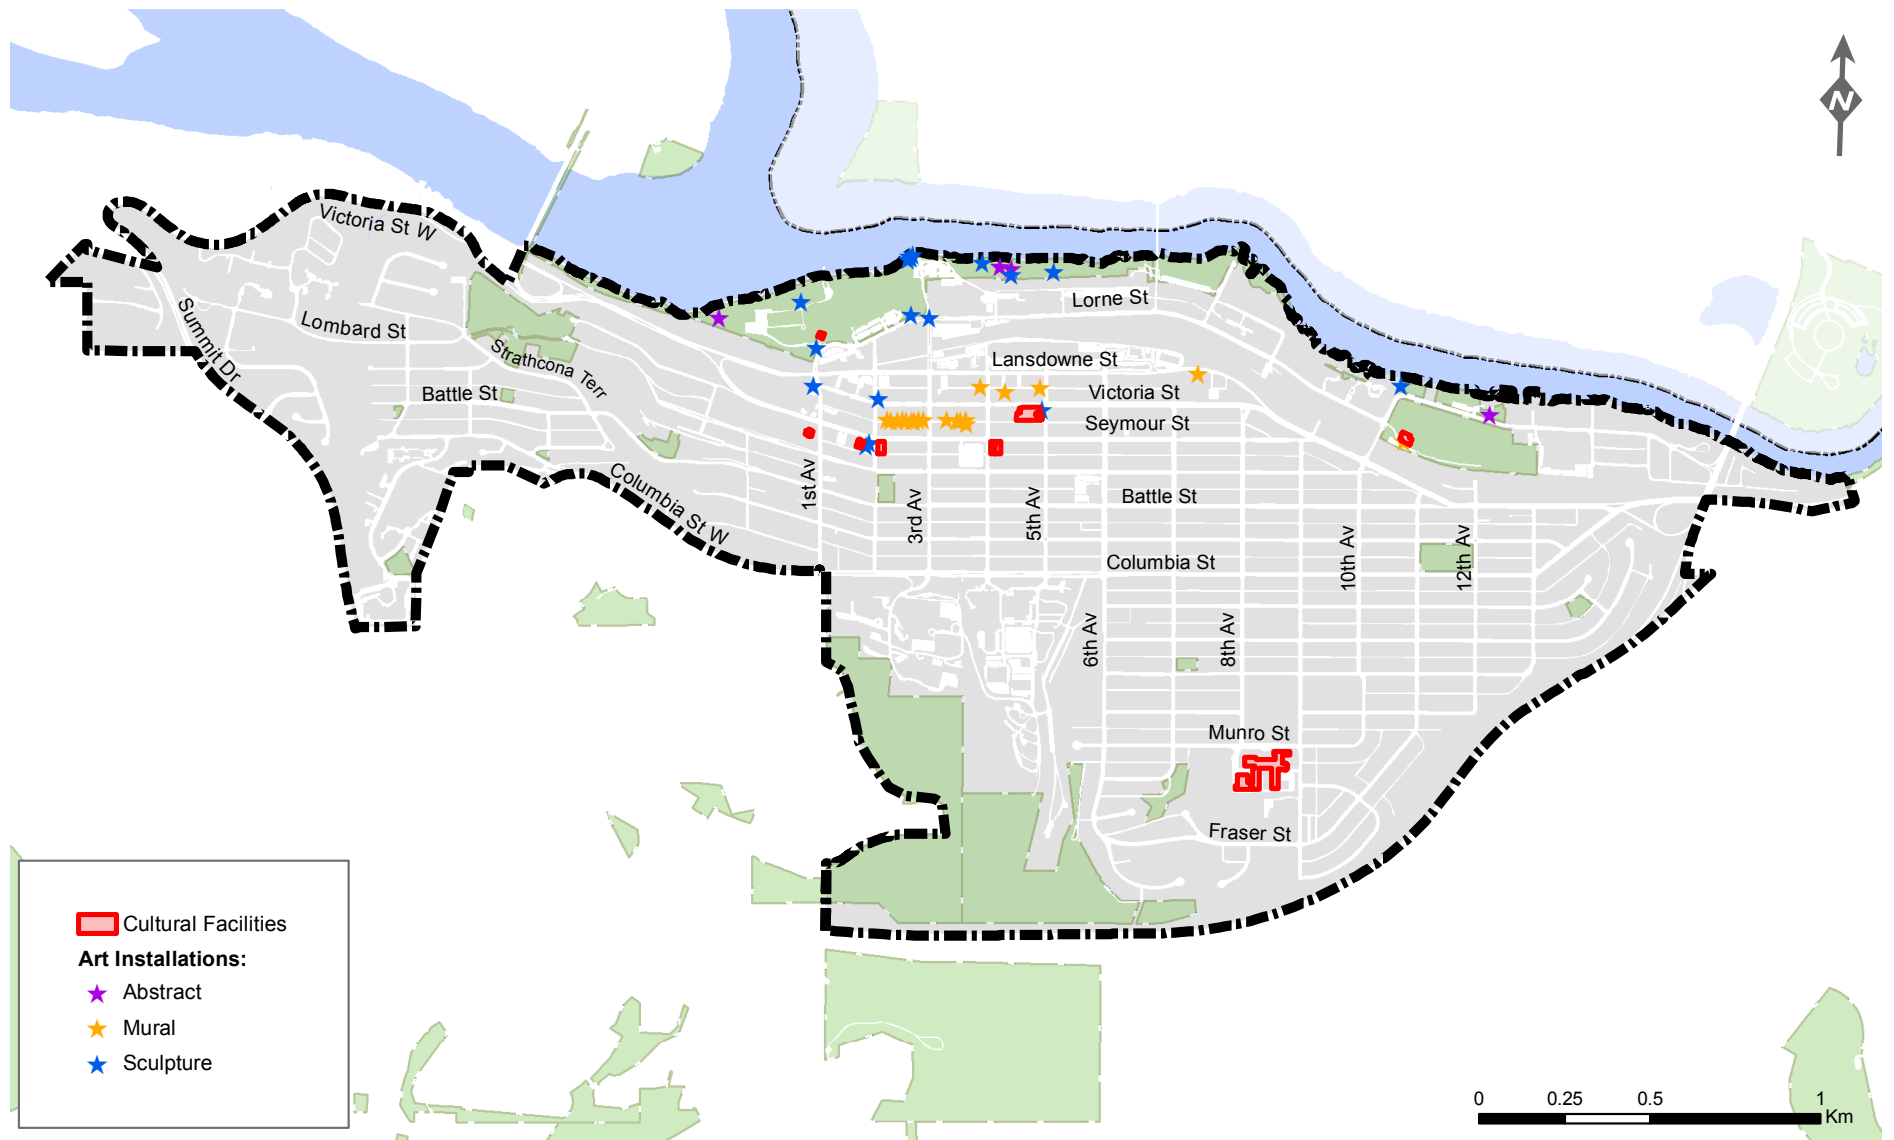 N
Victoria St W
Summit Dr
Lombard St
Strathcona Terr
Battle St
Columbia St W
Lorne St
Lansdowne St
Victoria St
Seymour St
1st Av
3rd Av
5th Av
Battle St
Columbia St
10th Av
12th Av
6th Av
8th Av
Munro St
Fraser St
Cultural Facilities
Art Installations:
Abstract
Mural
Sculpture
0 0.25 0.5 1
Km